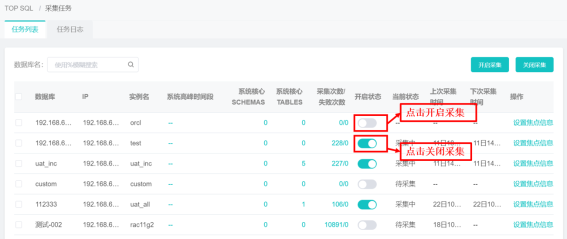 TOP SQL / 采集任务
任务列表 任务日志
数据库名: 使用%模糊搜索 开启采集 关闭采集
数据库 IP 实例名 系统高峰时间段 系统核心 SCHEMAS 系统核心 TABLES 采集次数/ 失败次数 开启状态 当前状态 上次采集 时间 下次采集 时间 操作
192.168.6... 192.168.6... orcl -- 0 0 0/0 -- -- 设置焦点信息
点击开启采集
192.168.6... 192.168.6... test -- 0 0 228/0 采集中 11日14... 设置焦点信息
点击关闭采集
uat_inc 192.168.6... uat_inc -- 0 5 227/0 采集中 11日14... 11日14... 设置焦点信息
custom 192.168.6... custom -- 0 0 0/0 待采集 -- -- 设置焦点信息
112333 192.168.6... uat_all -- 0 1 106/0 采集中 22日10... 22日10... 设置焦点信息
测试-002 192.168.6... rac11g2 -- 0 0 10891/0 待采集 18日10... -- 设置焦点信息